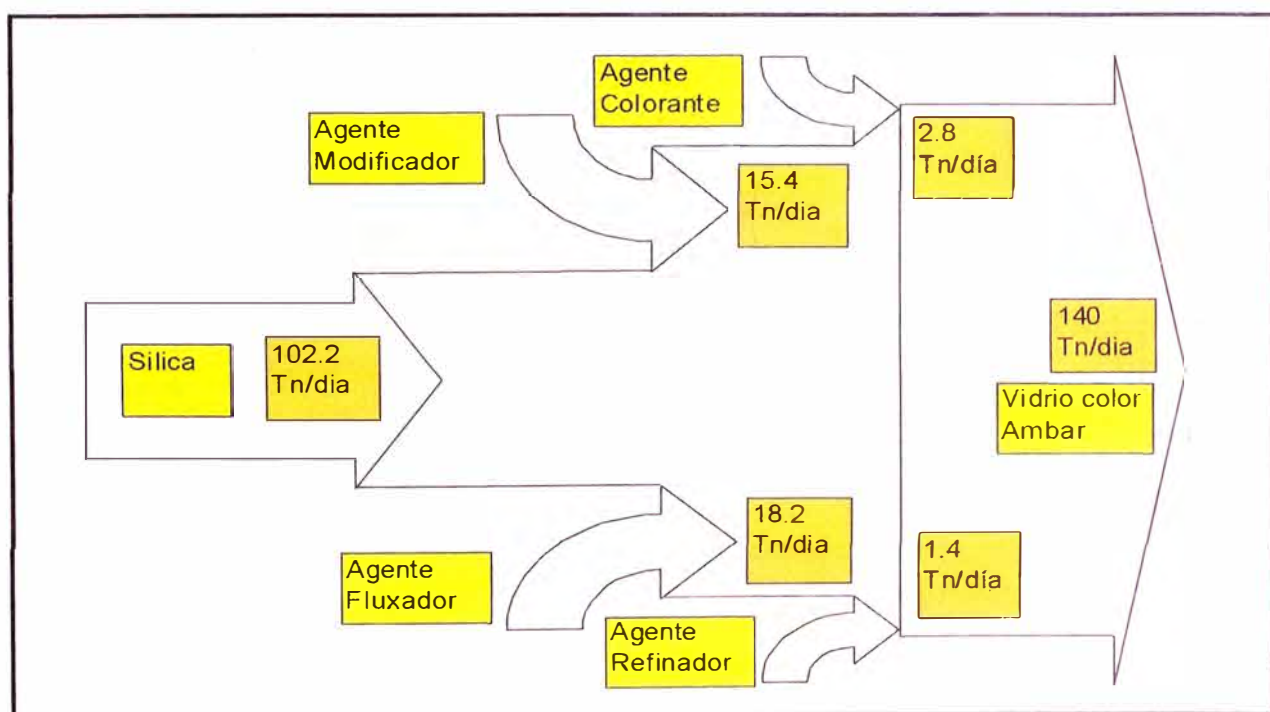 Agente
Colorante
Agente
Modificador
2.8
Tn/día
15.4
Tn/dia
Silica
102.2
Tn/dia
140
Tn/dia
Vidrio color
Ambar
18.2
Tn/dia
1.4
Tn/día
Agente
Fluxador
Agente
Refinador